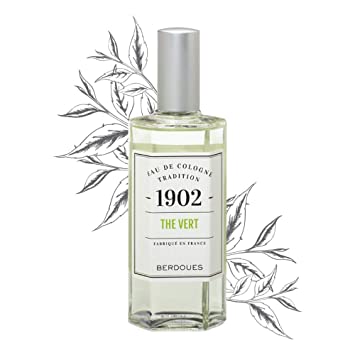 EAU DE COLOGNE
TRADITION
- 1902 -
THE VERT
FABRIQUÉ EN FRANCE
BERDOUES